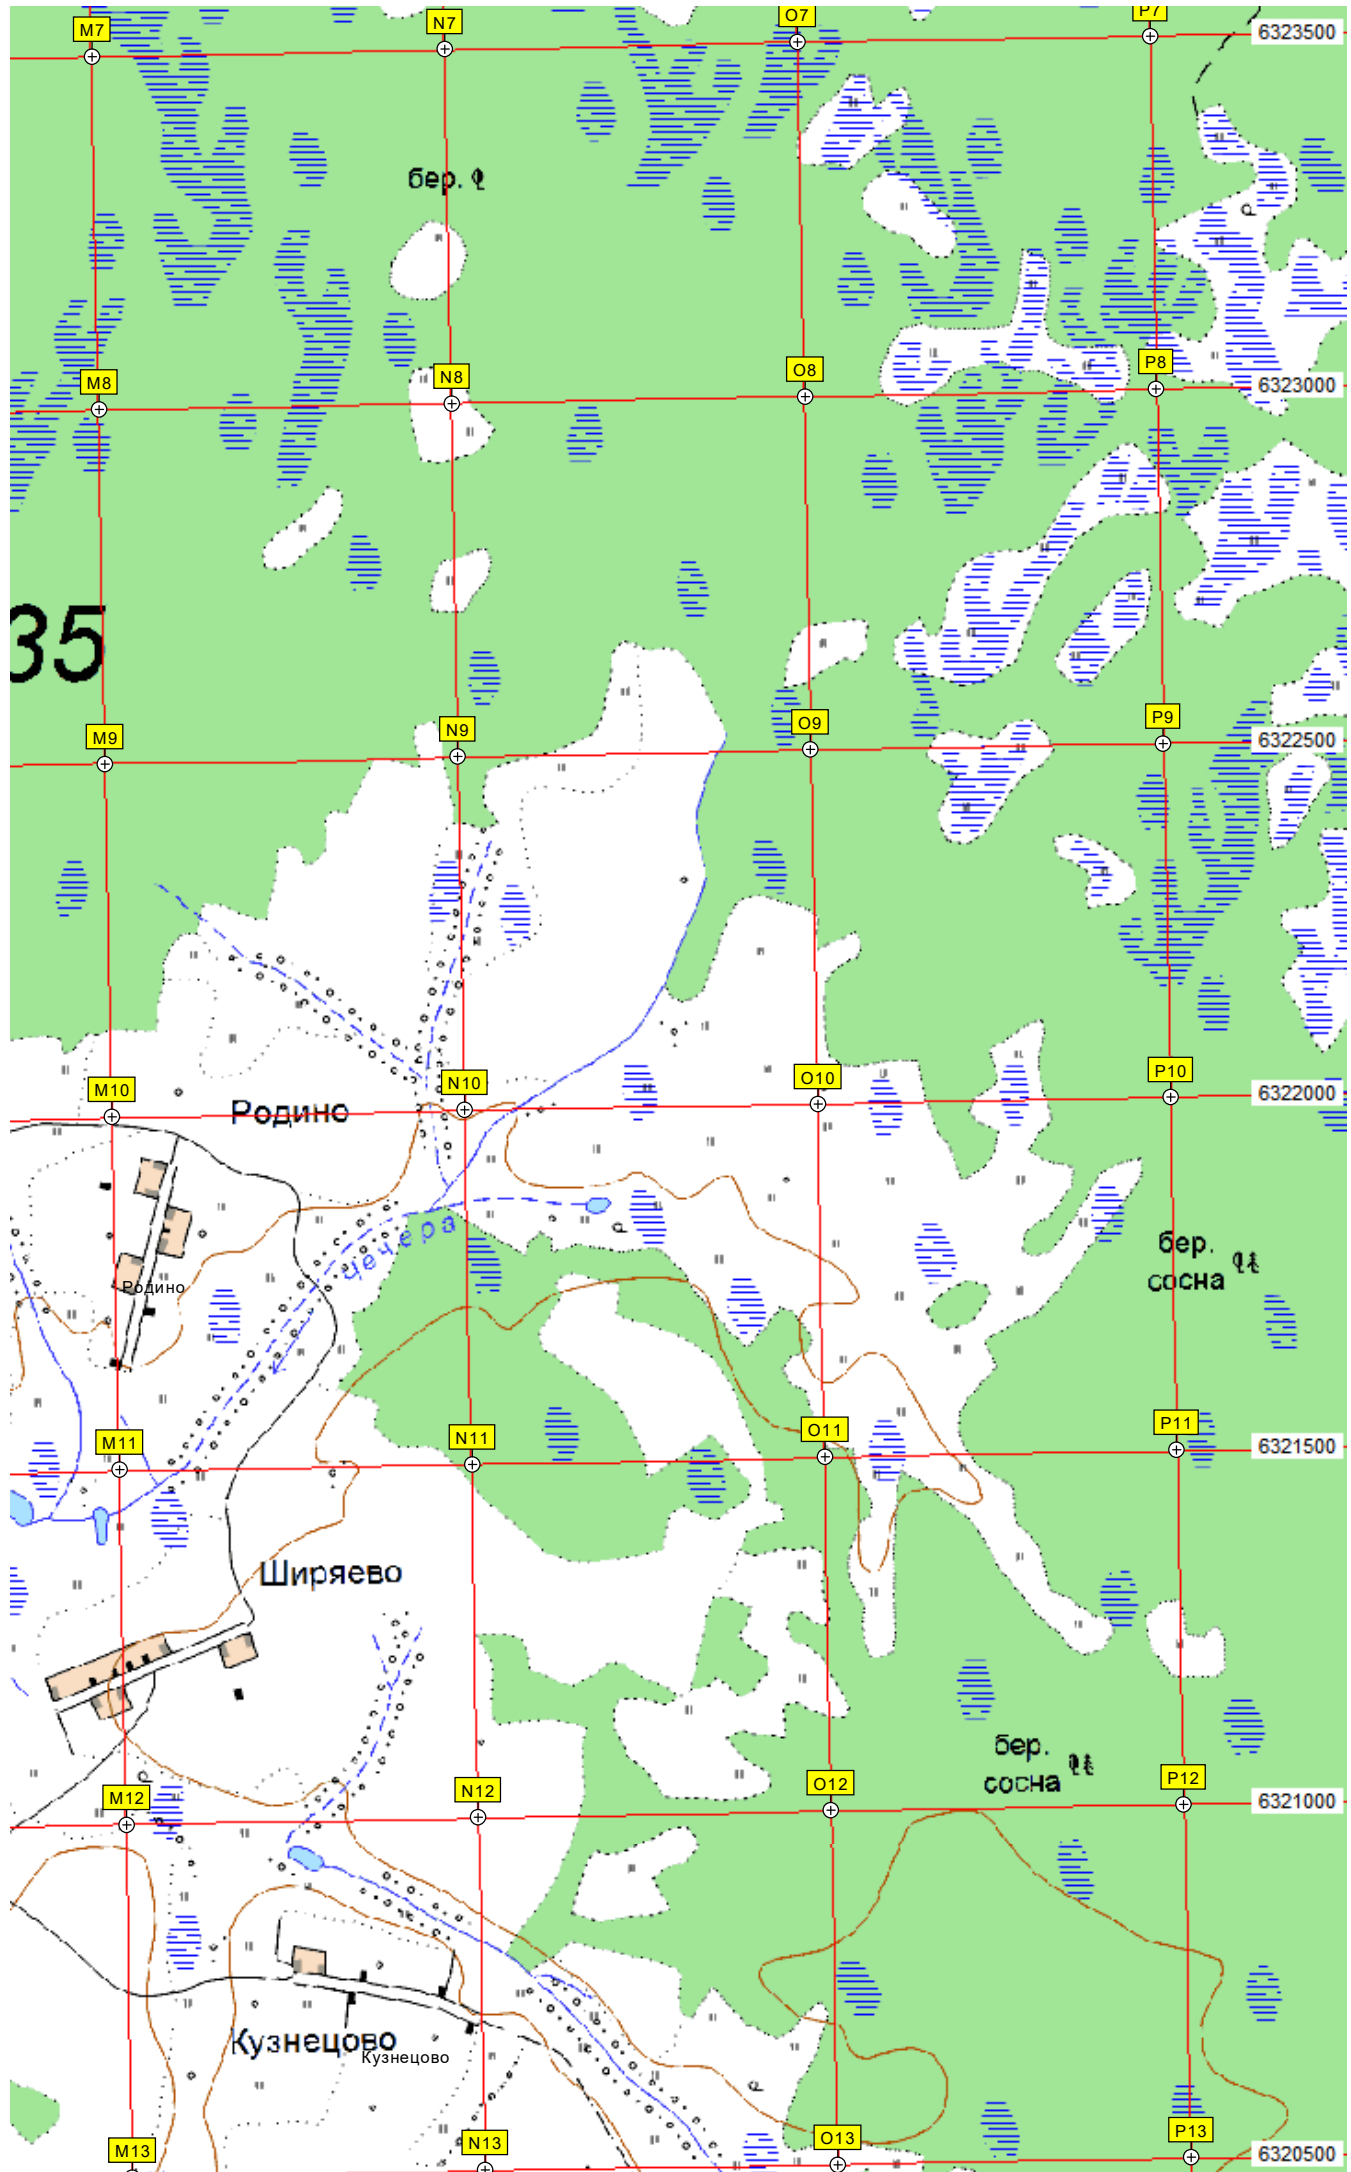 M7
N7
O7
P7
6323500
бер.
M8
N8
O8
P8
6323000
35
M9
N9
O9
P9
6322500
M10
N10
O10
P10
6322000
Родино
чечера
бер.
сосна
Родино
M11
N11
O11
P11
6321500
Ширяево
бер.
сосна
M12
N12
O12
P12
6321000
Кузнецово
Кузнецово
M13
N13
O13
P13
6320500